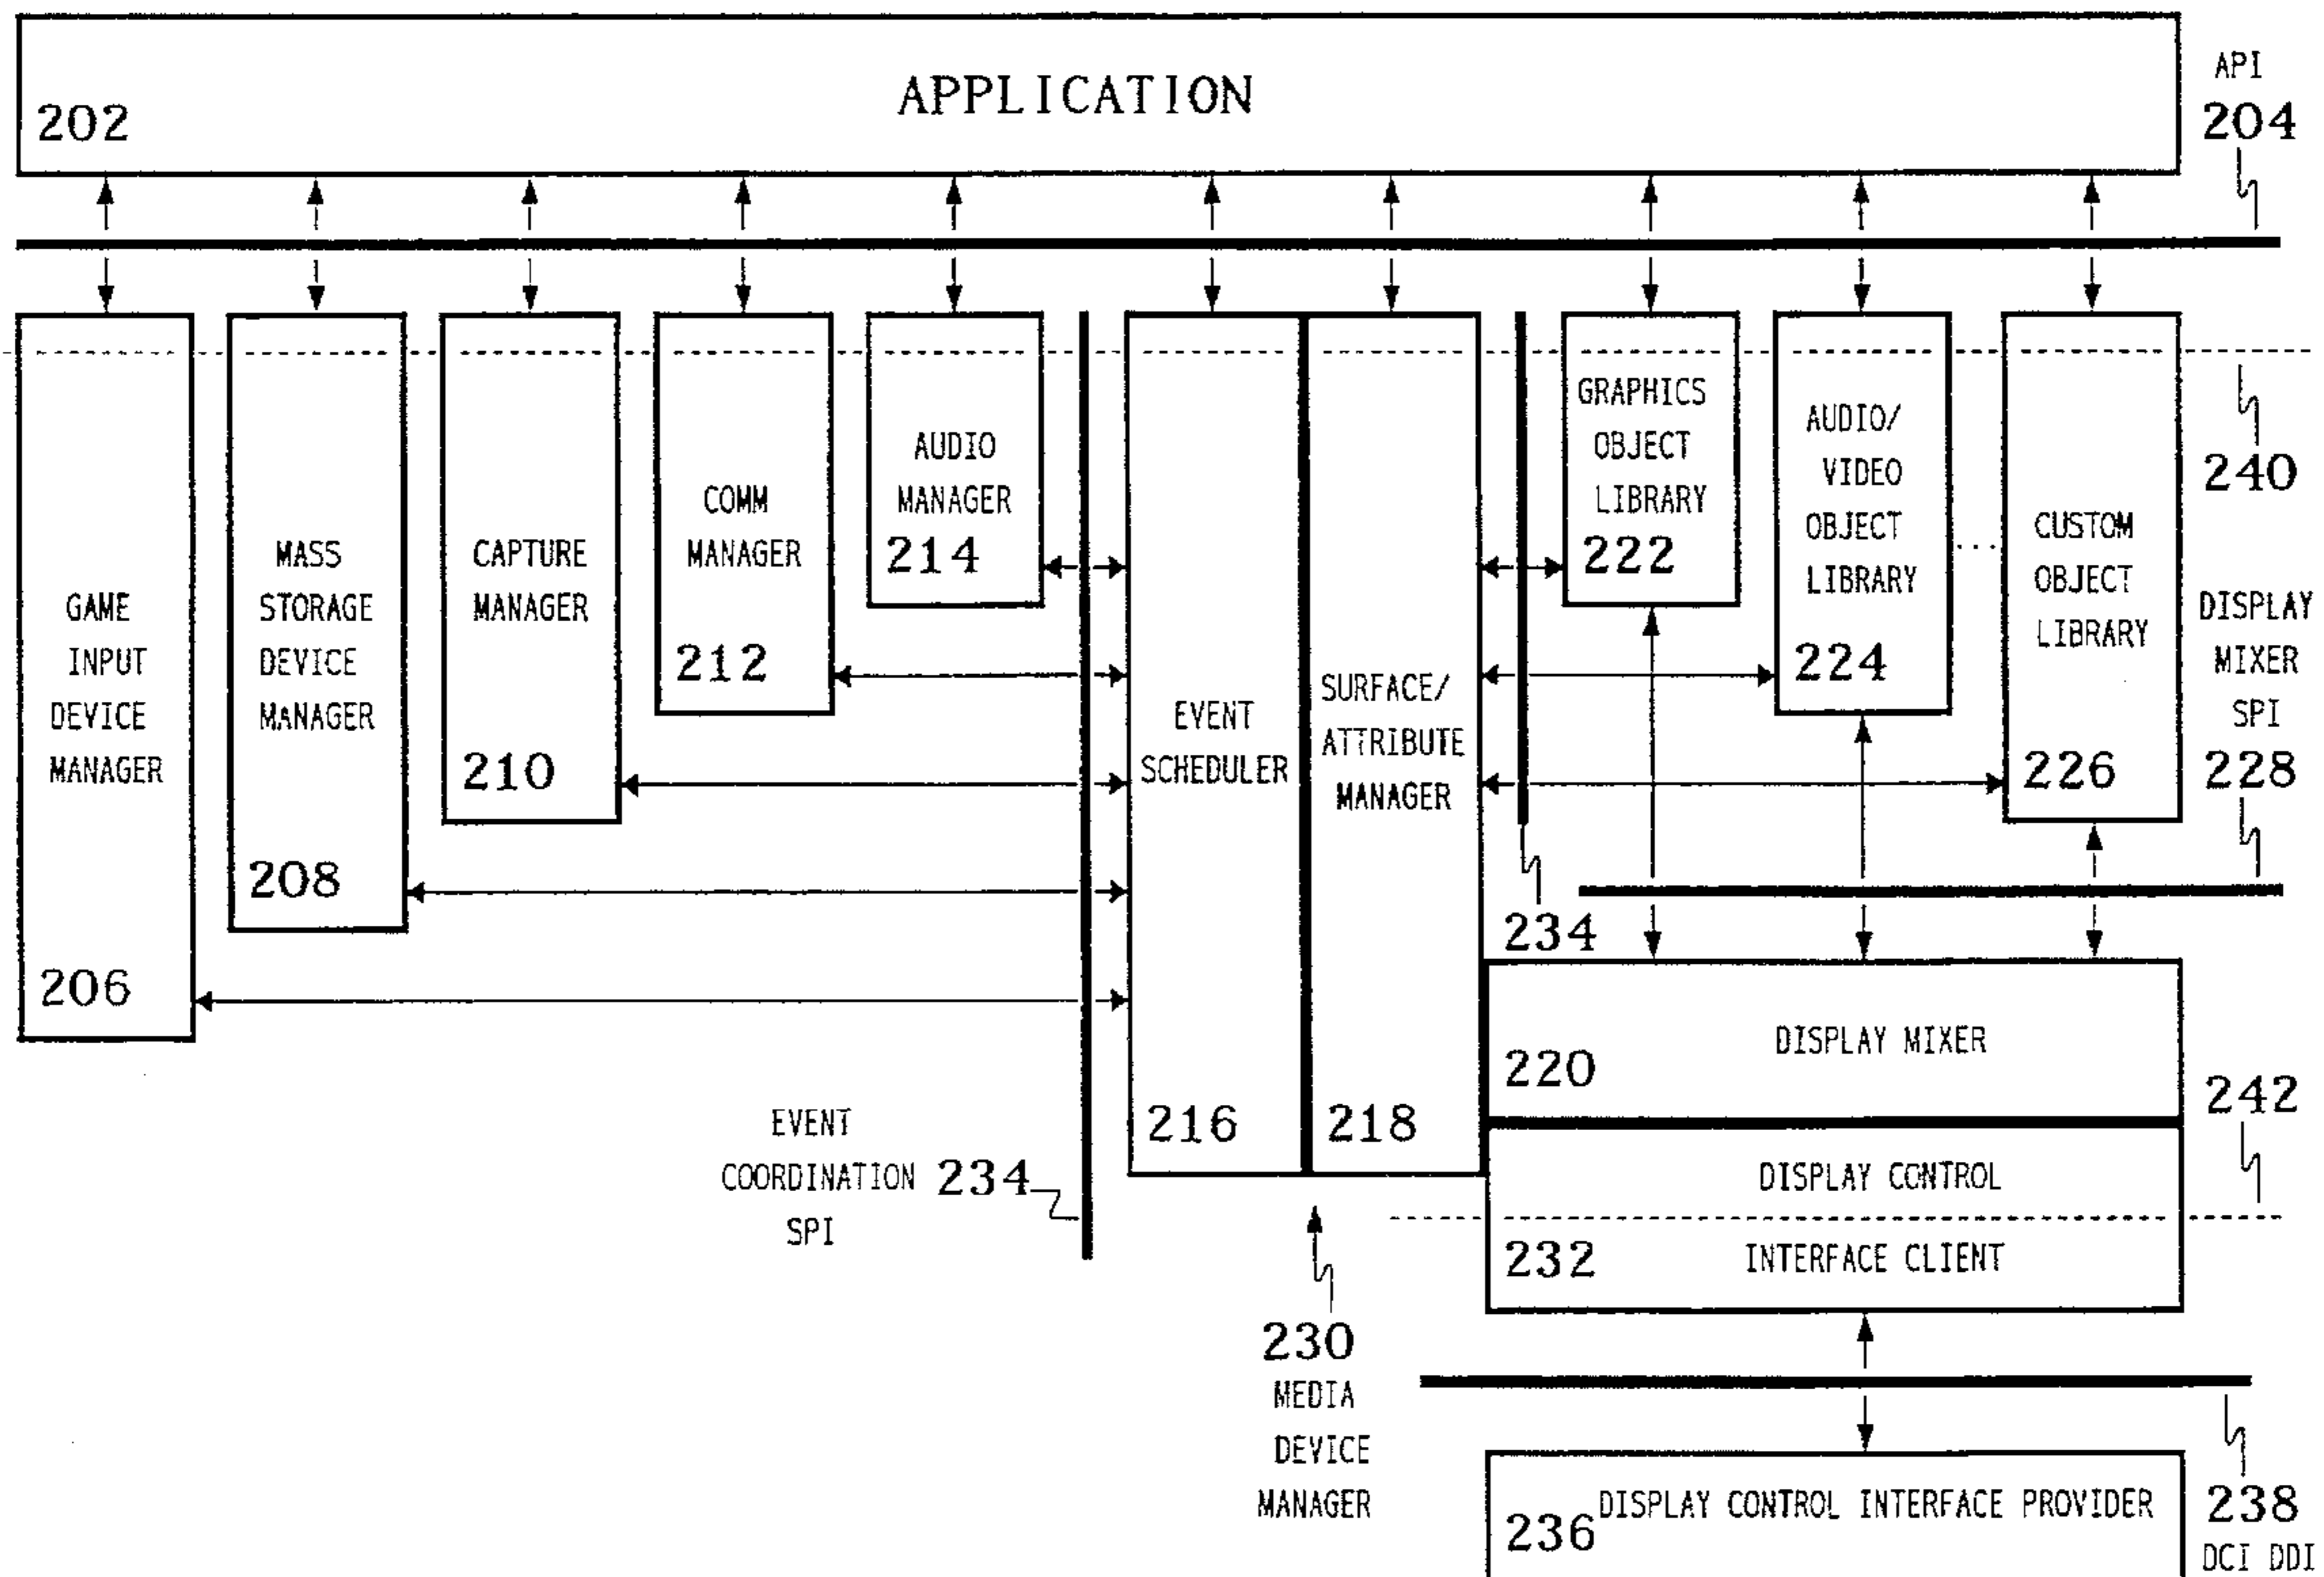 APPLICATION
202
API
204
GAME
INPUT
DEVICE
MANAGER
206
MASS
STORAGE
DEVICE
MANAGER
208
CAPTURE
MANAGER
210
COMM
MANAGER
212
AUDIO
MANAGER
214
EVENT
SCHEDULER
216
SURFACE/
ATTRIBUTE
MANAGER
218
GRAPHICS
OBJECT
LIBRARY
222
AUDIO/
VIDEO
OBJECT
LIBRARY
224
CUSTOM
OBJECT
LIBRARY
226
240
DISPLAY
MIXER
SPI
228
234
DISPLAY MIXER
220
242
DISPLAY CONTROL
232 INTERFACE CLIENT
EVENT
COORDINATION 234
SPI
230
MEDIA
DEVICE
MANAGER
DISPLAY CONTROL INTERFACE PROVIDER
236
238
DCI DDI